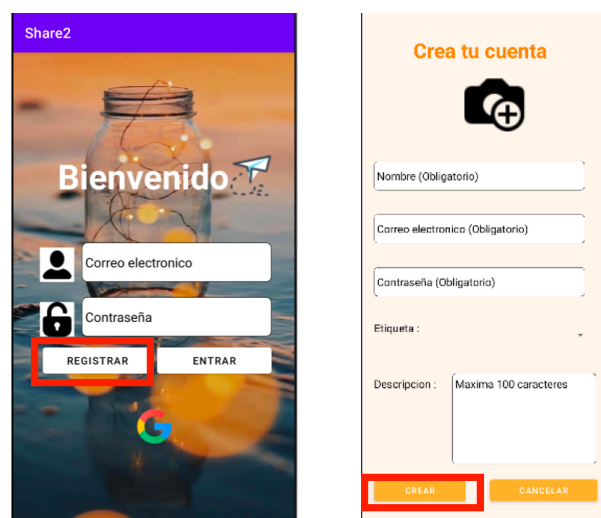 Share2
Bienvenido
Correo electronico
Contraseña
REGISTRAR
ENTRAR
Crea tu cuenta
Nombre (Obligatorio)
Correo electronico (Obligatorio)
Contraseña (Obligatorio)
Etiqueta :
Descripcion :
Maxima 100 caracteres
CREAR
CANCELAR